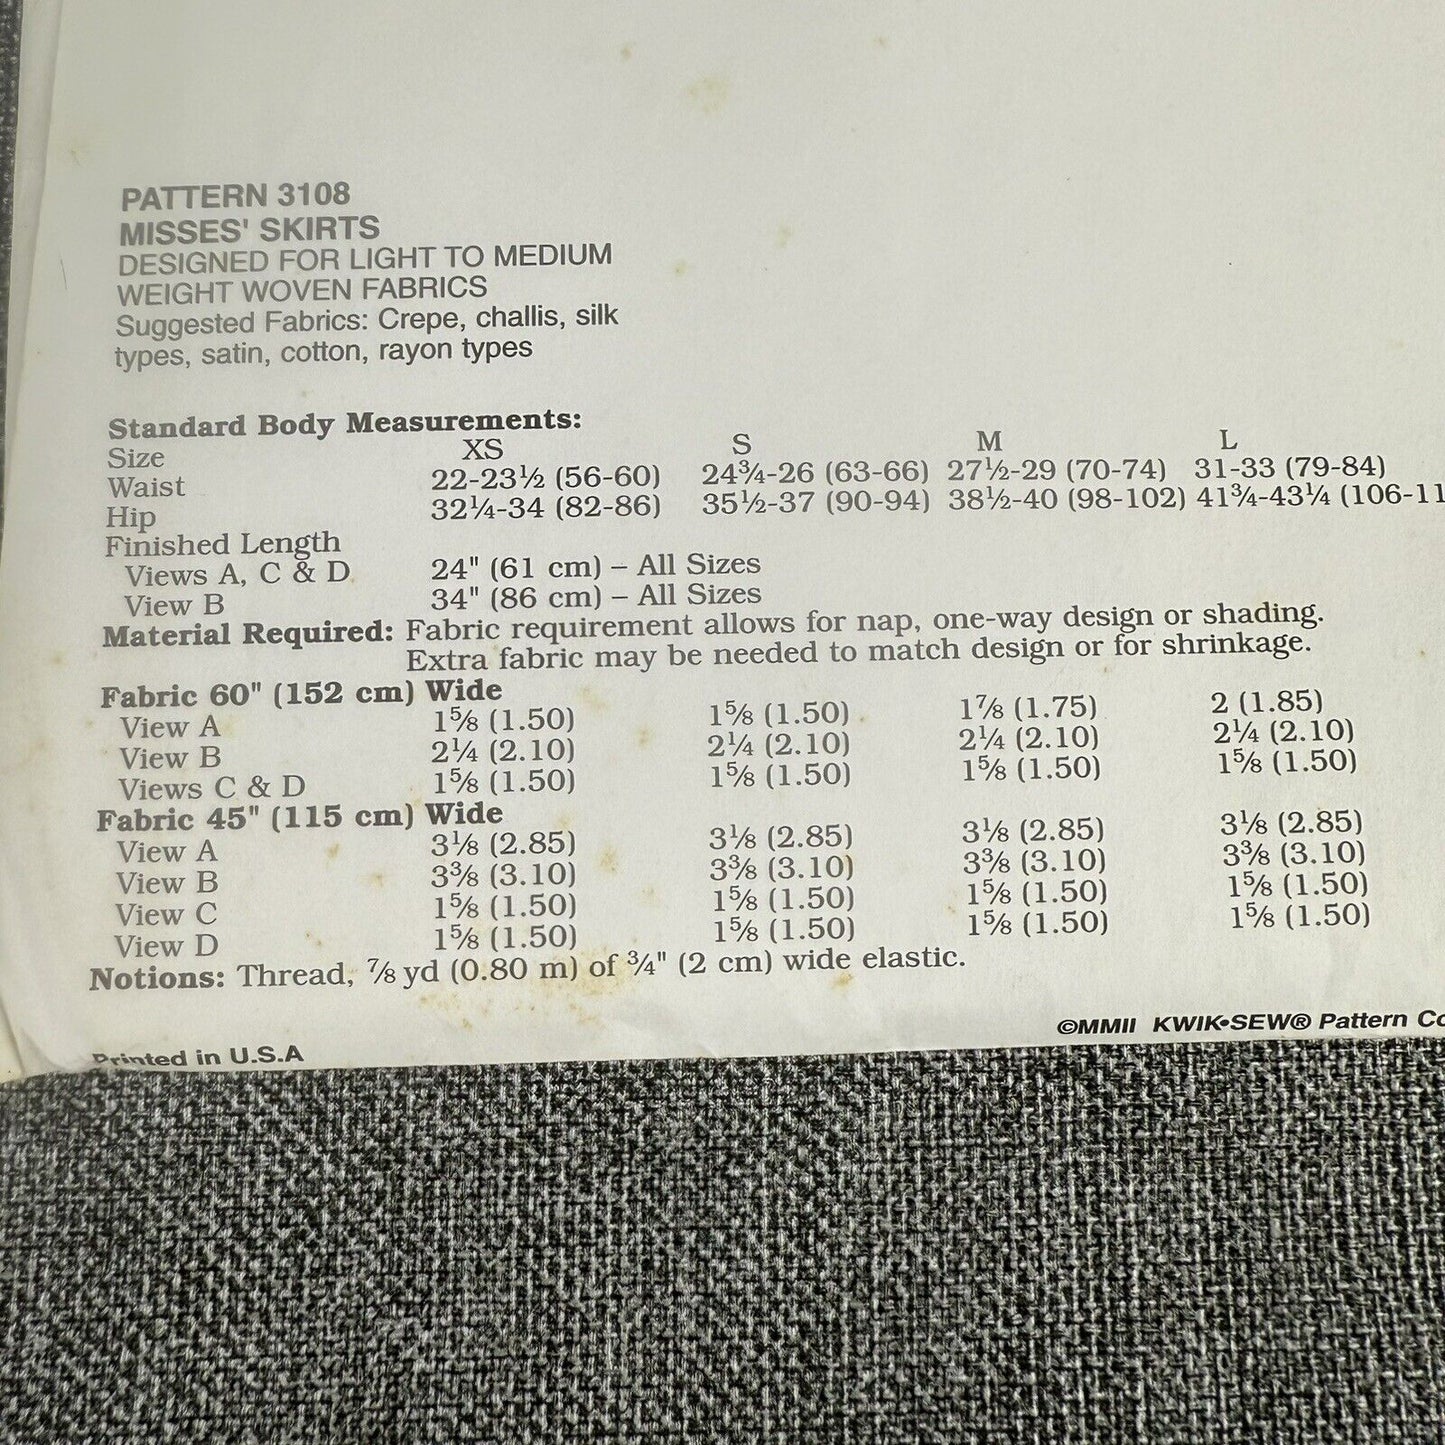 PATTERN 3108
MISSES' SKIRTS
DESIGNED FOR LIGHT TO MEDIUM
WEIGHT WOVEN FABRICS
Suggested Fabrics: Crepe, challis, silk
types, satin, cotton, rayon types
Standard Body Measurements:
Size XS S M L
Waist 22-23½ (56-60) 24¾-26 (63-66) 27½-29 (70-74) 31-33 (79-84)
Hip 32¼-34 (82-86) 35½-37 (90-94) 38½-40 (98-102) 41¾-43¼ (106-11
Finished Length
Views A, C & D 24" (61 cm) – All Sizes
View B 34" (86 cm) – All Sizes
Material Required: Fabric requirement allows for nap, one-way design or shading.
Extra fabric may be needed to match design or for shrinkage.
Fabric 60" (152 cm) Wide
View A 1⅝ (1.50) 1⅝ (1.50) 1⅞ (1.75) 2 (1.85)
View B 2¼ (2.10) 2¼ (2.10) 2¼ (2.10) 2¼ (2.10)
Views C & D 1⅝ (1.50) 1⅝ (1.50) 1⅝ (1.50) 1⅝ (1.50)
Fabric 45" (115 cm) Wide
View A 3⅛ (2.85) 3⅛ (2.85) 3⅛ (2.85) 3⅛ (2.85)
View B 3⅜ (3.10) 3⅜ (3.10) 3⅜ (3.10) 3⅜ (3.10)
View C 1⅝ (1.50) 1⅝ (1.50) 1⅝ (1.50) 1⅝ (1.50)
View D 1⅝ (1.50) 1⅝ (1.50) 1⅝ (1.50) 1⅝ (1.50)
Notions: Thread, ⅞ yd (0.80 m) of ¾" (2 cm) wide elastic.
©MMII KWIK•SEW® Pattern Co
Printed in U.S.A